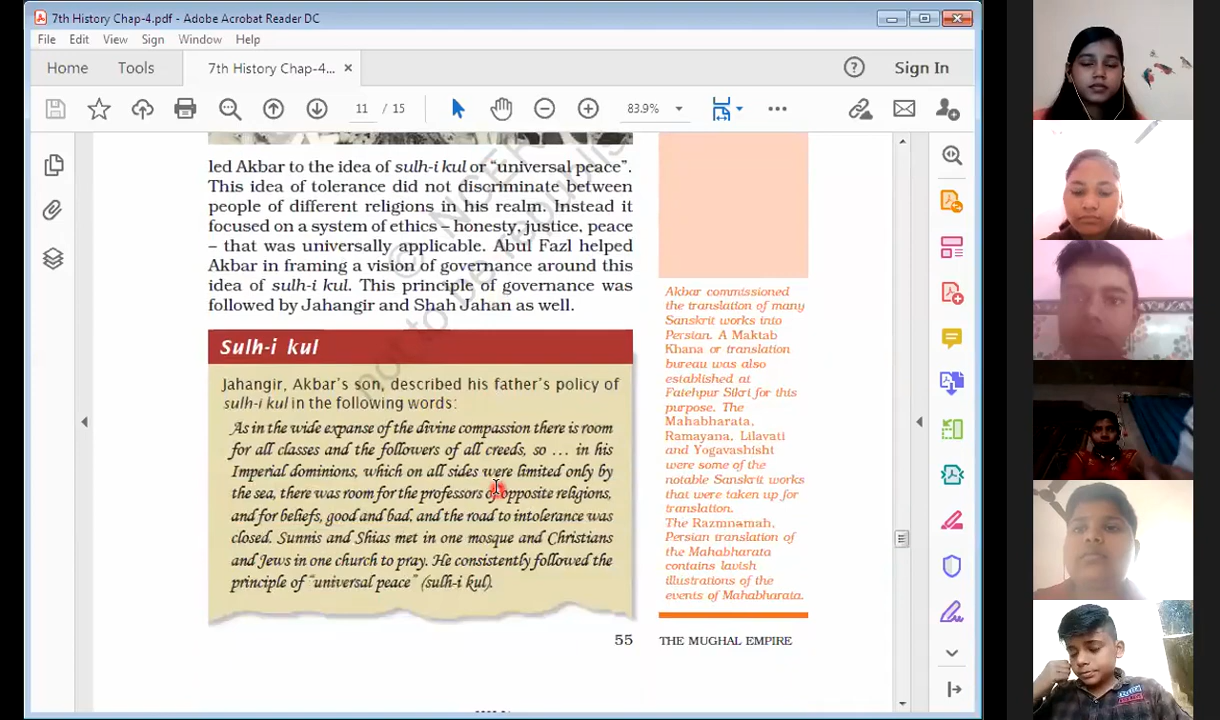 7th History Chap-4.pdf - Adobe Acrobat Reader DC
File Edit View Sign Window Help
Home Tools 7th History Chap-4... × Sign In
11 / 15 83.9%
led Akbar to the idea of sulh-i kul or “universal peace”.
This idea of tolerance did not discriminate between
people of different religions in his realm. Instead it
focused on a system of ethics – honesty, justice, peace
– that was universally applicable. Abul Fazl helped
Akbar in framing a vision of governance around this
idea of sulh-i kul. This principle of governance was
followed by Jahangir and Shah Jahan as well.
Sulh-i kul
Jahangir, Akbar’s son, described his father’s policy of
sulh-i kul in the following words:
As in the wide expanse of the divine compassion there is room
for all classes and the followers of all creeds, so ... in his
Imperial dominions, which on all sides were limited only by
the sea, there was room for the professors of opposite religions,
and for beliefs, good and bad, and the road to intolerance was
closed. Sunnis and Shias met in one mosque and Christians
and Jews in one church to pray. He consistently followed the
principle of “universal peace” (sulh-i kul).
Akbar commissioned
the translation of many
Sanskrit works into
Persian. A Maktab
Khana or translation
bureau was also
established at
Fatehpur Sikri for this
purpose. The
Mahabharata,
Ramayana, Lilavati
and Yogavashisht
were some of the
notable Sanskrit works
that were taken up for
translation.
The Razmnamah,
Persian translation of
the Mahabharata
contains lavish
illustrations of the
events of Mahabharata.
55 THE MUGHAL EMPIRE
© NCERT
not to be republished